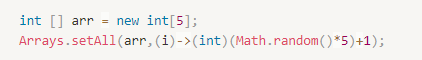 int [] arr = new int[5];
Arrays.setAll(arr,(i)->(int)(Math.random()*5)+1);